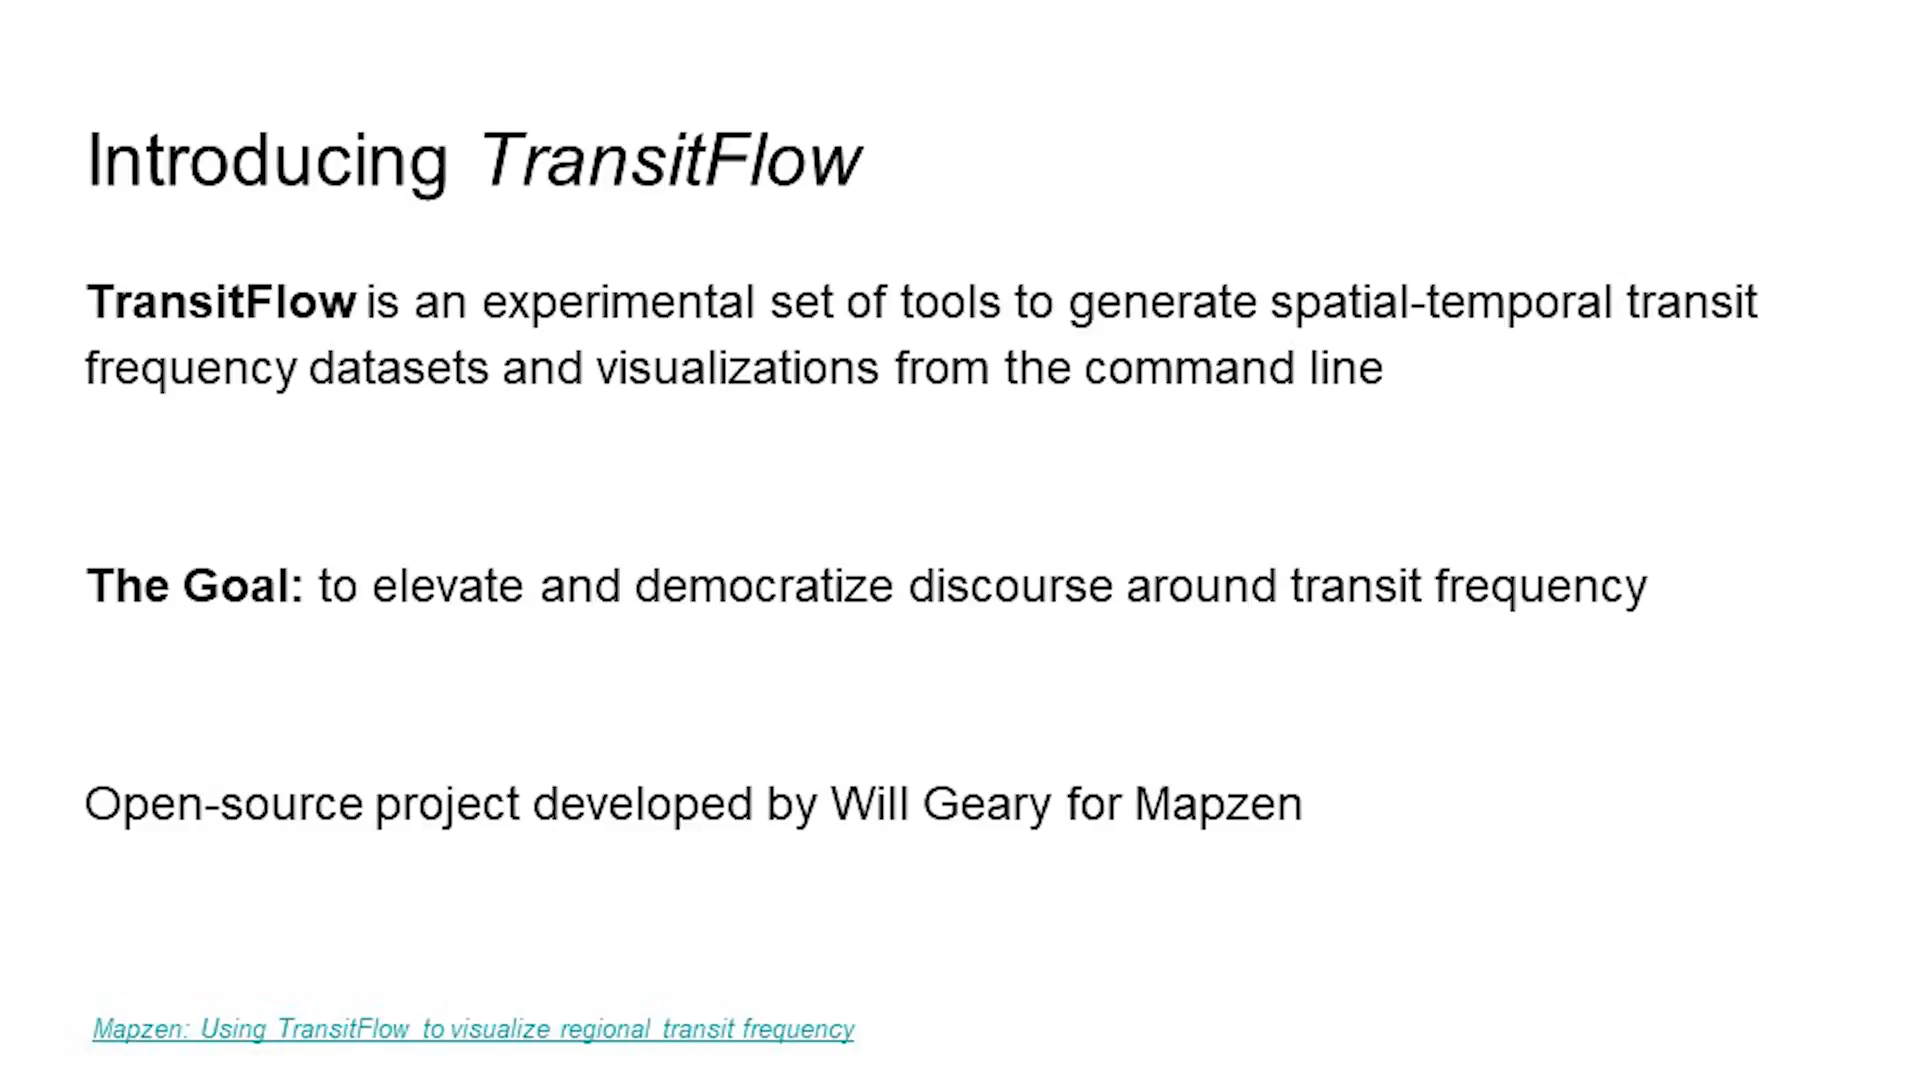 Introducing TransitFlow
TransitFlow is an experimental set of tools to generate spatial-temporal transit
frequency datasets and visualizations from the command line
The Goal: to elevate and democratize discourse around transit frequency
Open-source project developed by Will Geary for Mapzen
Mapzen: Using TransitFlow to visualize regional transit frequency